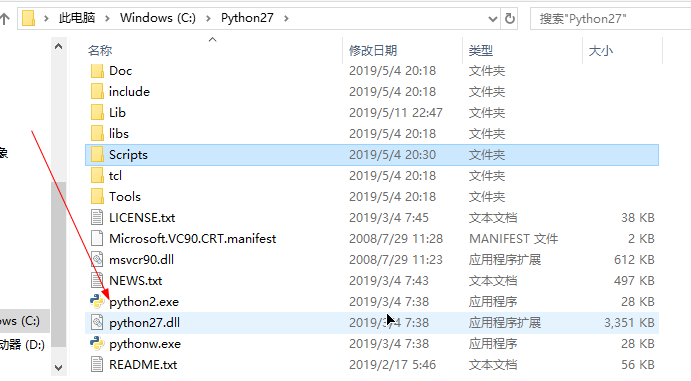 此电脑 › Windows (C:) › Python27 › 搜索"Python27"
名称 修改日期 类型 大小
Doc 2019/5/4 20:18 文件夹
include 2019/5/4 20:18 文件夹
Lib 2019/5/11 22:47 文件夹
libs 2019/5/4 20:18 文件夹
象 Scripts 2019/5/4 20:30 文件夹
tcl 2019/5/4 20:18 文件夹
Tools 2019/5/4 20:18 文件夹
LICENSE.txt 2019/3/4 7:45 文本文档 38 KB
Microsoft.VC90.CRT.manifest 2008/7/29 11:28 MANIFEST 文件 2 KB
msvcr90.dll 2008/7/29 11:23 应用程序扩展 612 KB
NEWS.txt 2019/3/4 7:43 文本文档 497 KB
python2.exe 2019/3/4 7:38 应用程序 28 KB
ows (C:) python27.dll 2019/3/4 7:38 应用程序扩展 3,351 KB
动器 (D:) pythonw.exe 2019/3/4 7:38 应用程序 28 KB
README.txt 2019/2/17 5:46 文本文档 56 KB